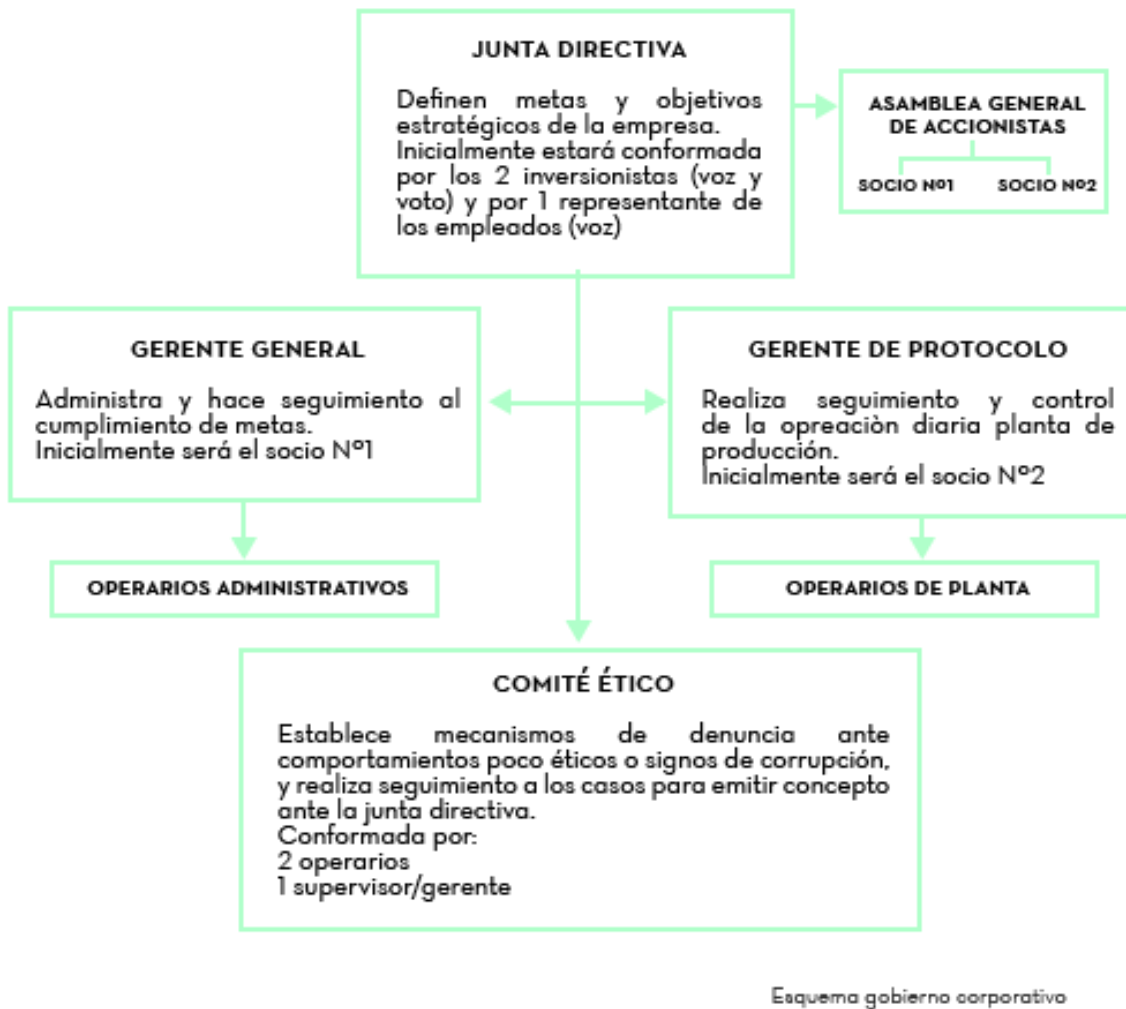 JUNTA DIRECTIVA
Definen metas y objetivos
estratégicos de la empresa.
Inicialmente estará conformada
por los 2 inversionistas (voz y
voto) y por 1 representante de
los empleados (voz)
ASAMBLEA GENERAL
DE ACCIONISTAS
SOCIO Nº1 SOCIO Nº2
GERENTE GENERAL
Administra y hace seguimiento al
cumplimiento de metas.
Inicialmente será el socio Nº1
GERENTE DE PROTOCOLO
Realiza seguimiento y control
de la opreaciòn diaria planta de
producción.
Inicialmente será el socio Nº2
OPERARIOS ADMINISTRATIVOS
OPERARIOS DE PLANTA
COMITÉ ÉTICO
Establece mecanismos de denuncia ante
comportamientos poco éticos o signos de corrupción,
y realiza seguimiento a los casos para emitir concepto
ante la junta directiva.
Conformada por:
2 operarios
1 supervisor/gerente
Esquema gobierno corporativo